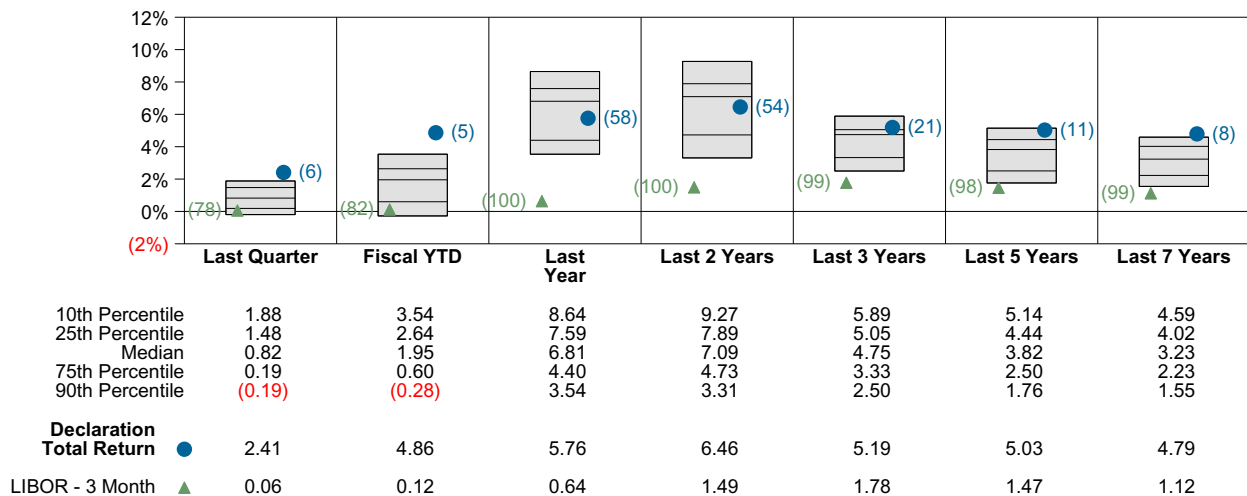 12%
10%
8%
6%
4%
2%
0%
(2%)
(6)
(78)
(5)
(82)
(58)
(100)
(54)
(100)
(21)
(99)
(11)
(98)
(8)
(99)
Last Quarter Fiscal YTD Last Year Last 2 Years Last 3 Years Last 5 Years Last 7 Years
10th Percentile 1.88 3.54 8.64 9.27 5.89 5.14 4.59
25th Percentile 1.48 2.64 7.59 7.89 5.05 4.44 4.02
Median 0.82 1.95 6.81 7.09 4.75 3.82 3.23
75th Percentile 0.19 0.60 4.40 4.73 3.33 2.50 2.23
90th Percentile (0.19) (0.28) 3.54 3.31 2.50 1.76 1.55
Declaration
Total Return 2.41 4.86 5.76 6.46 5.19 5.03 4.79
LIBOR - 3 Month 0.06 0.12 0.64 1.49 1.78 1.47 1.12